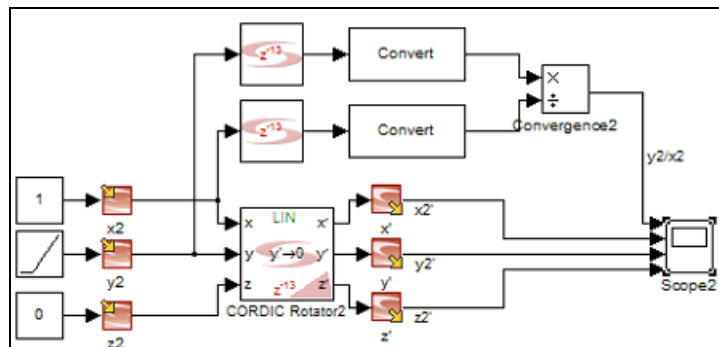 z⁻¹³
Convert
×
÷
Convergence2
z⁻¹³
Convert
y2/x2
1
x2
LIN
x
x'
x'
x2'
y2
y
y'→0
y'
y'
y2'
Scope2
0
z2
z
z⁻¹³
z'
z'
z2'
CORDIC Rotator2